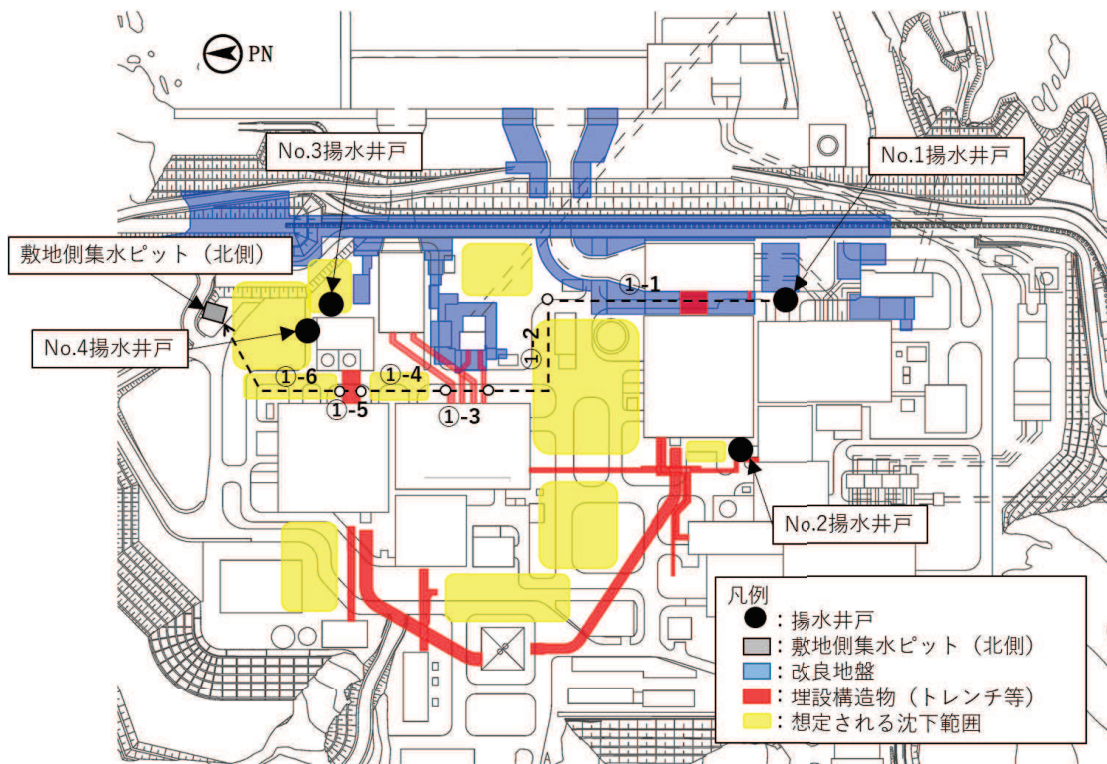 PN
No.3揚水井戸
No.1揚水井戸
敷地側集水ピット（北側）
No.4揚水井戸
①-1
①-2
①-6
①-4
①-5
①-3
No.2揚水井戸
凡例
：揚水井戸
：敷地側集水ピット（北側）
：改良地盤
：埋設構造物（トレンチ等）
：想定される沈下範囲
A